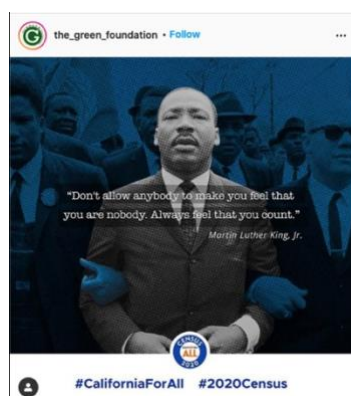 the_green_foundation • Follow
“Don't allow anybody to make you feel that
you are nobody. Always feel that you count.”
Martin Luther King, Jr.
CENSUS
ALL
2020
#CaliforniaForAll #2020Census